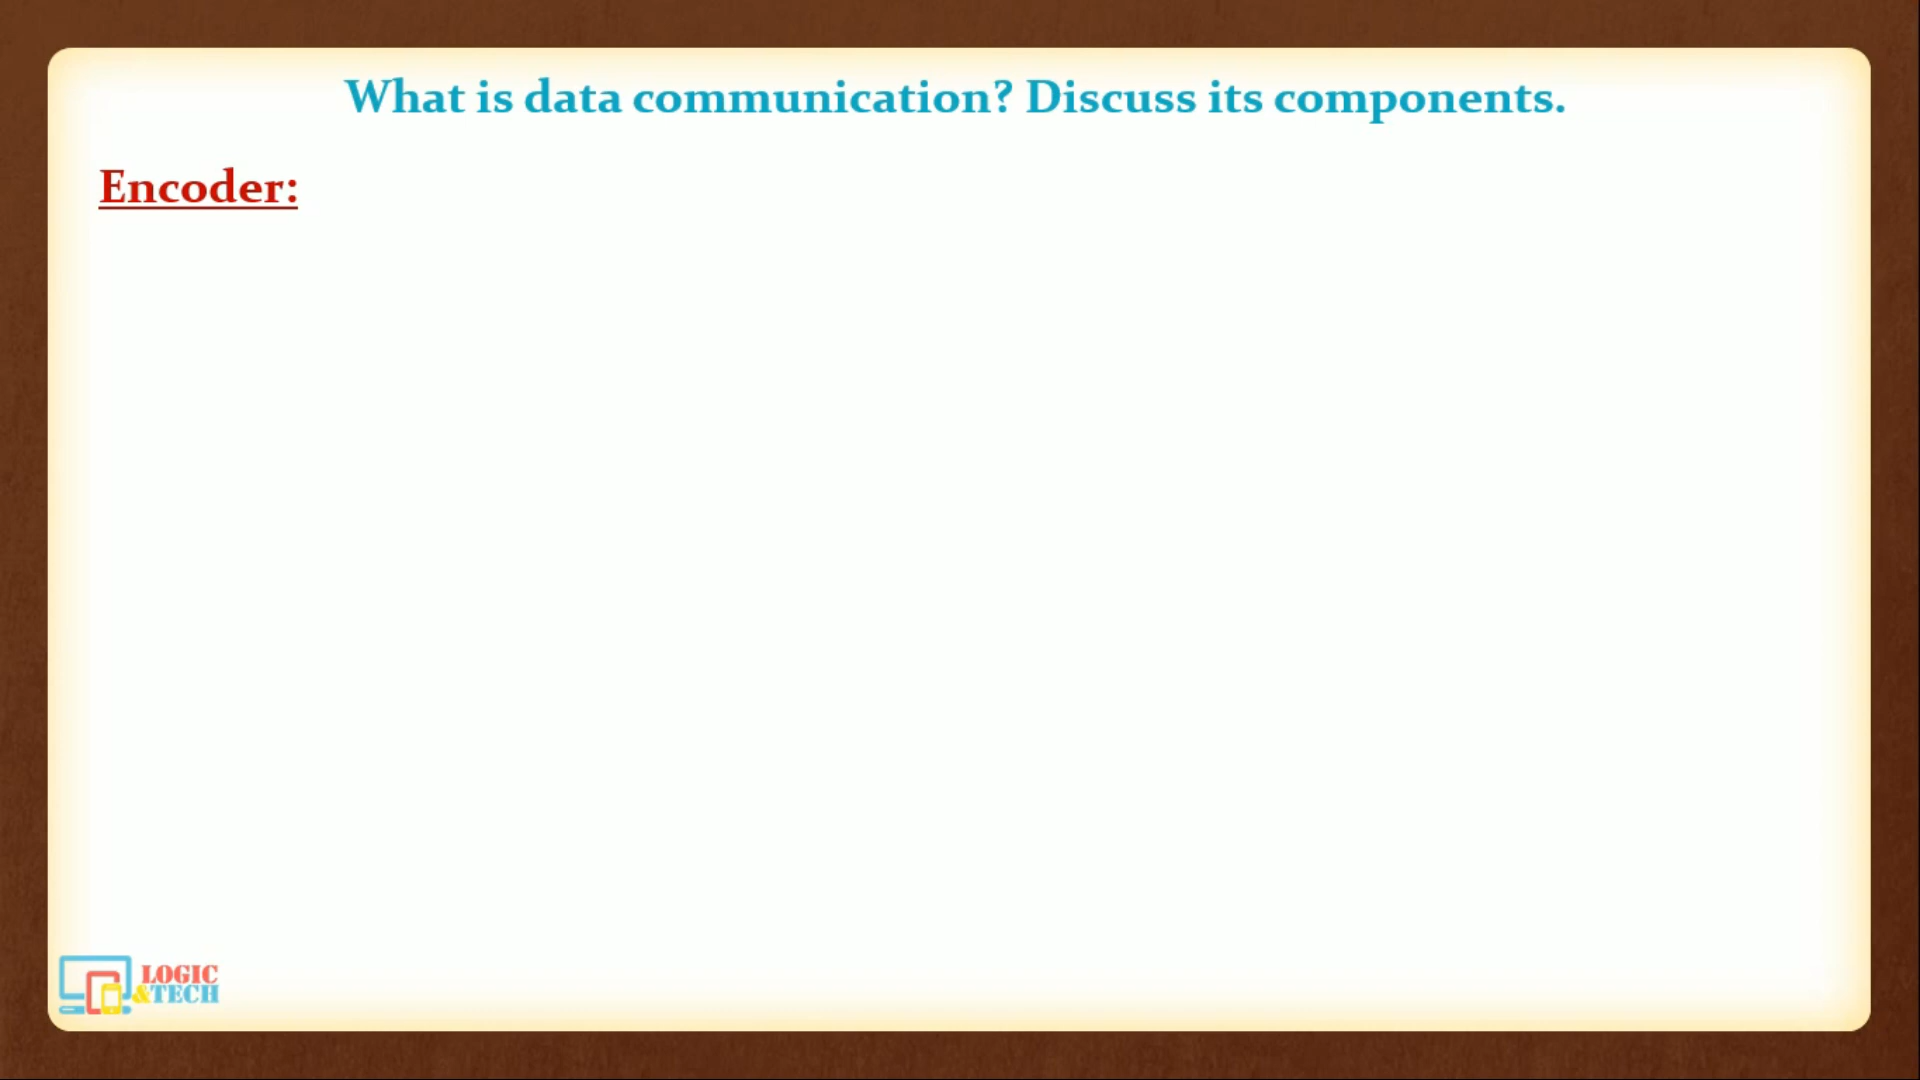 What is data communication? Discuss its components.
Encoder:
LOGIC
&TECH